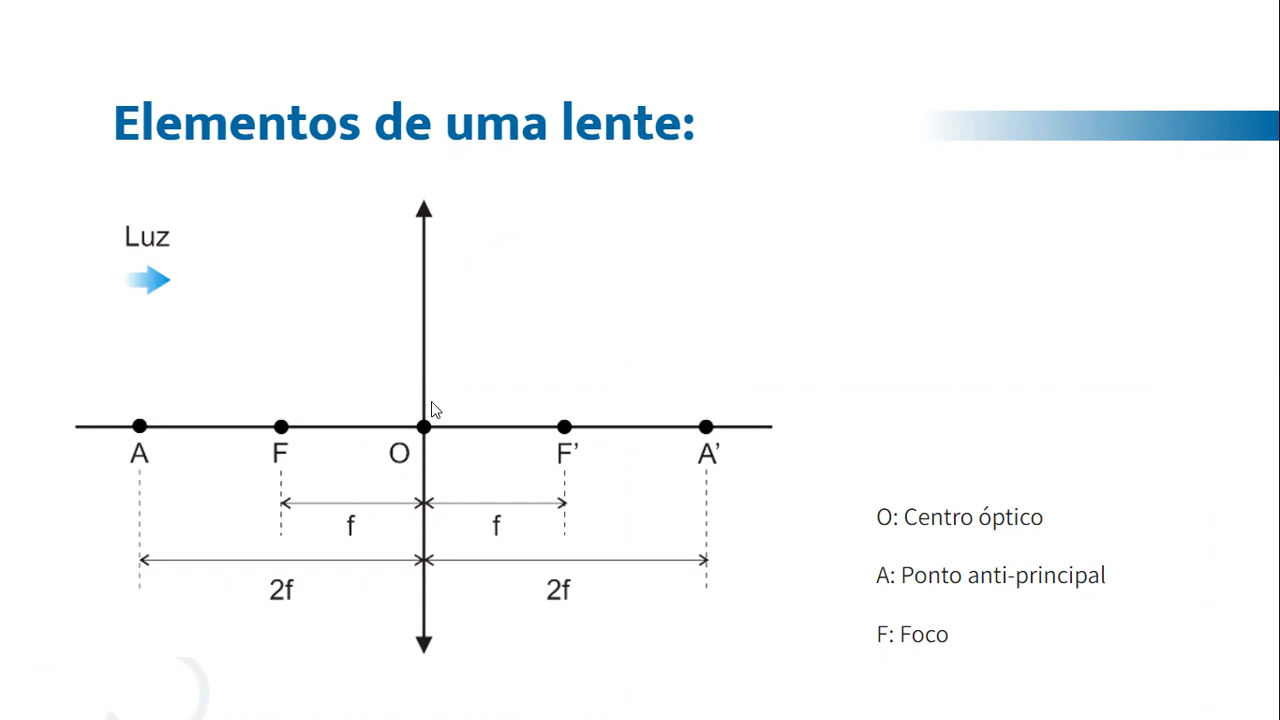 Elementos de uma lente:
Luz
A F O F’ A’
f f
2f 2f
O: Centro óptico
A: Ponto anti-principal
F: Foco